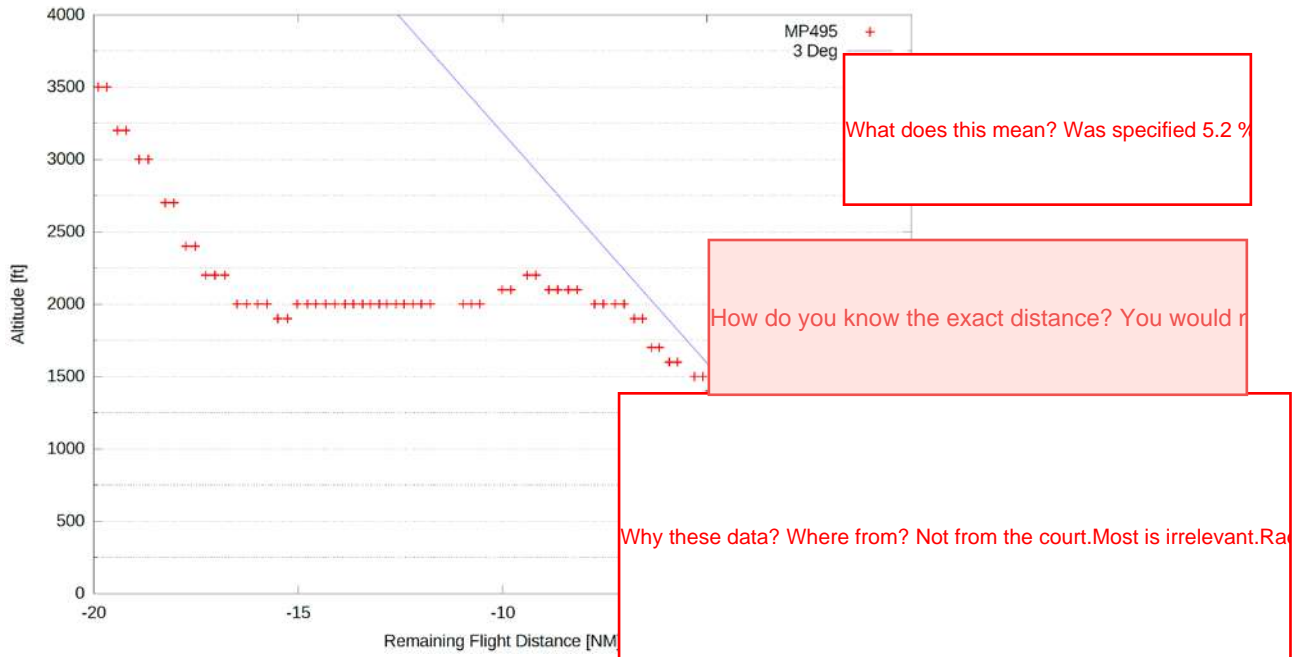 4000
MP495
3 Deg
3500
What does this mean? Was specified 5.2 %
3000
2500
Altitude [ft]
2000
How do you know the exact distance? You would
1500
1000
500
Why these data? Where from? Not from the court.Most is irrelevant.
0
-20
-15
-10
Remaining Flight Distance [NM]